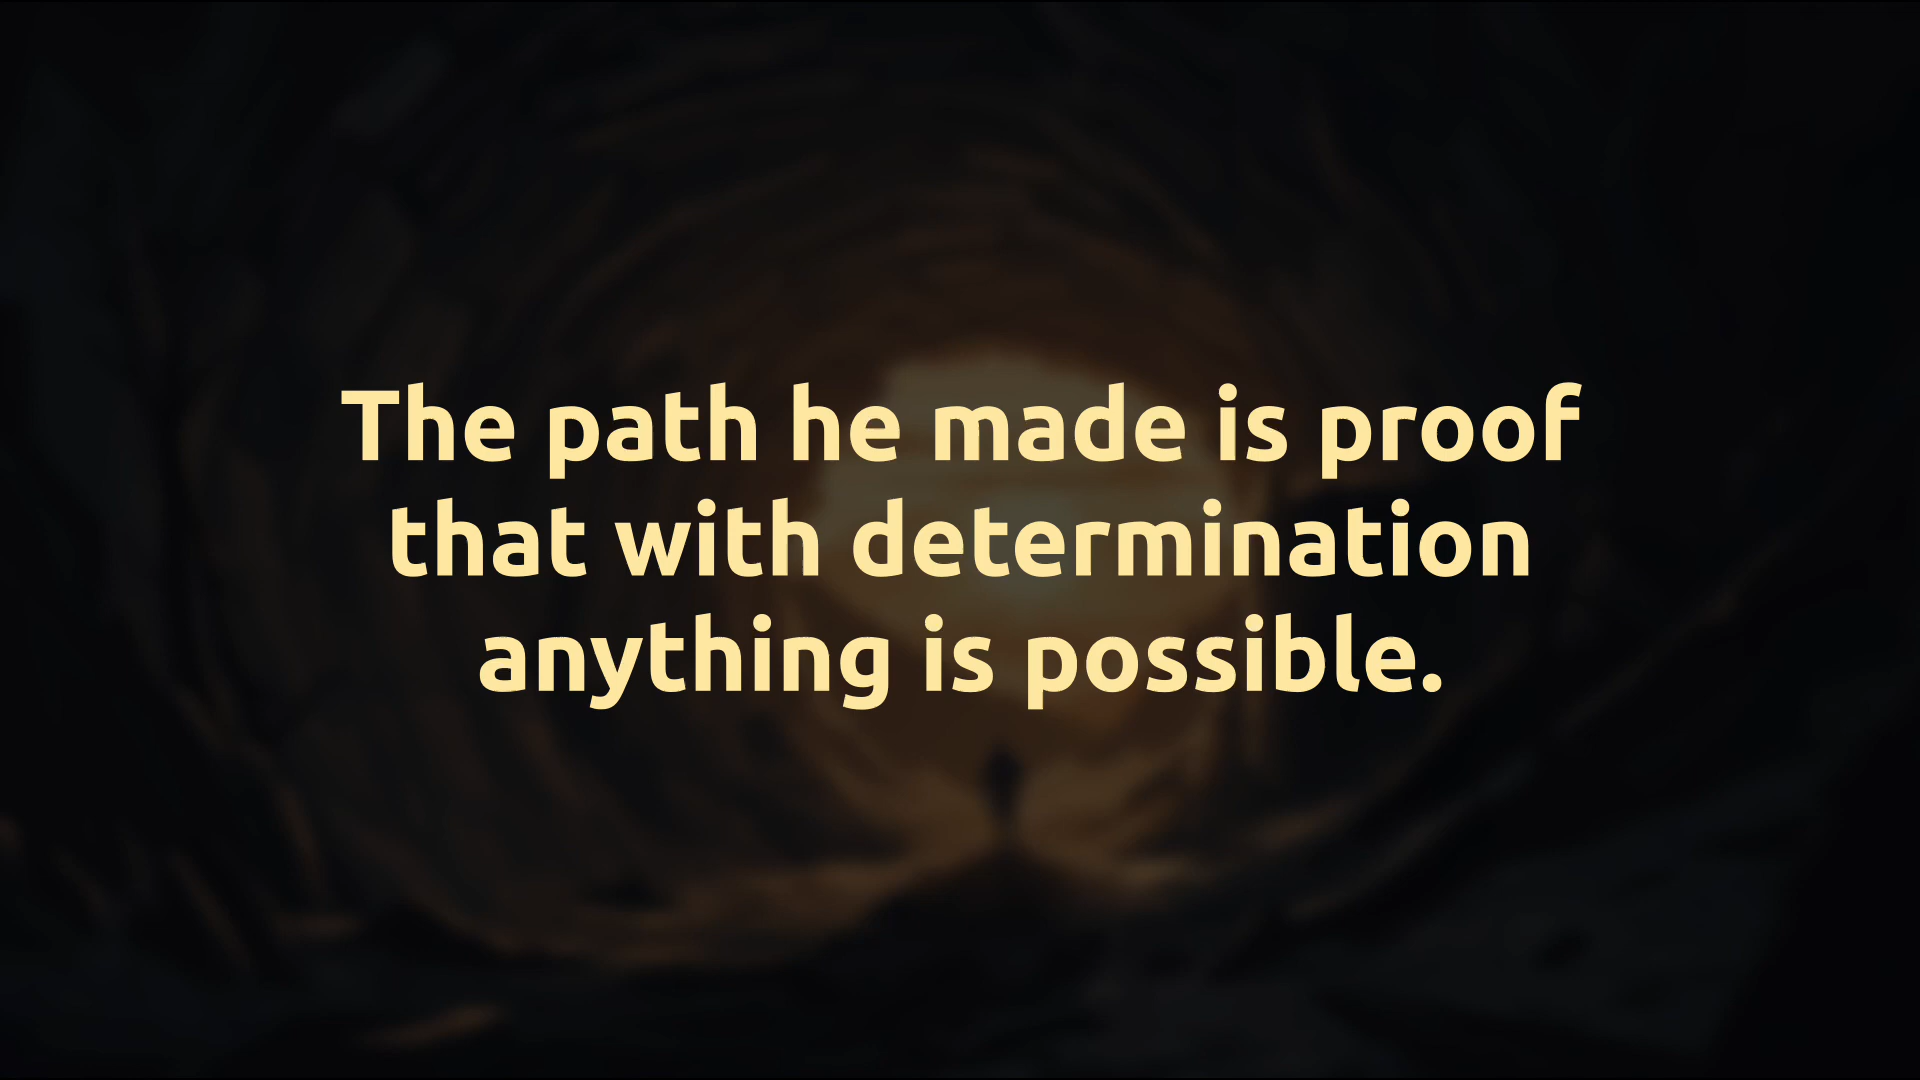 The path he made is proof
that with determination
anything is possible.